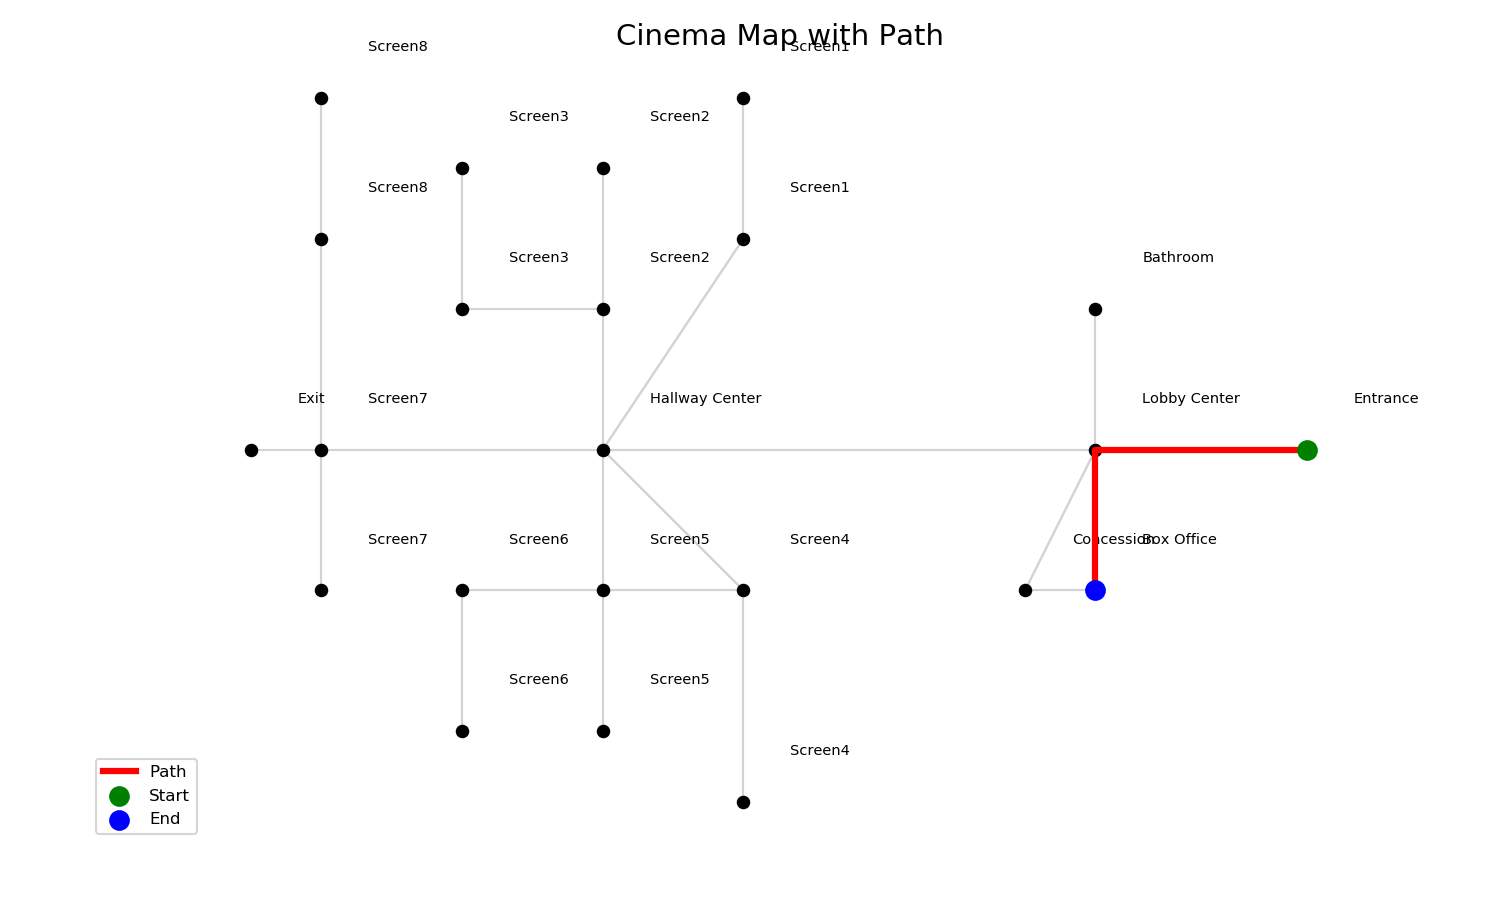 Cinema Map with Path
Screen8
Screen1
Screen3
Screen2
Screen8
Screen1
Screen3
Screen2
Bathroom
Exit
Screen7
Hallway Center
Lobby Center
Entrance
Screen7
Screen6
Screen5
Screen4
Concession
Box Office
Screen6
Screen5
Screen4
Path
Start
End